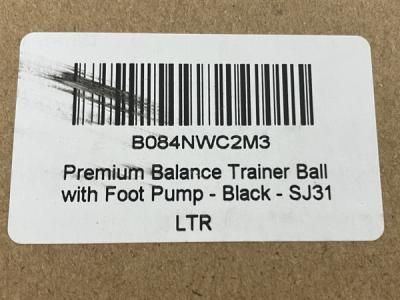 B084NWC2M3
Premium Balance Trainer Ball
with Foot Pump - Black - SJ31
LTR